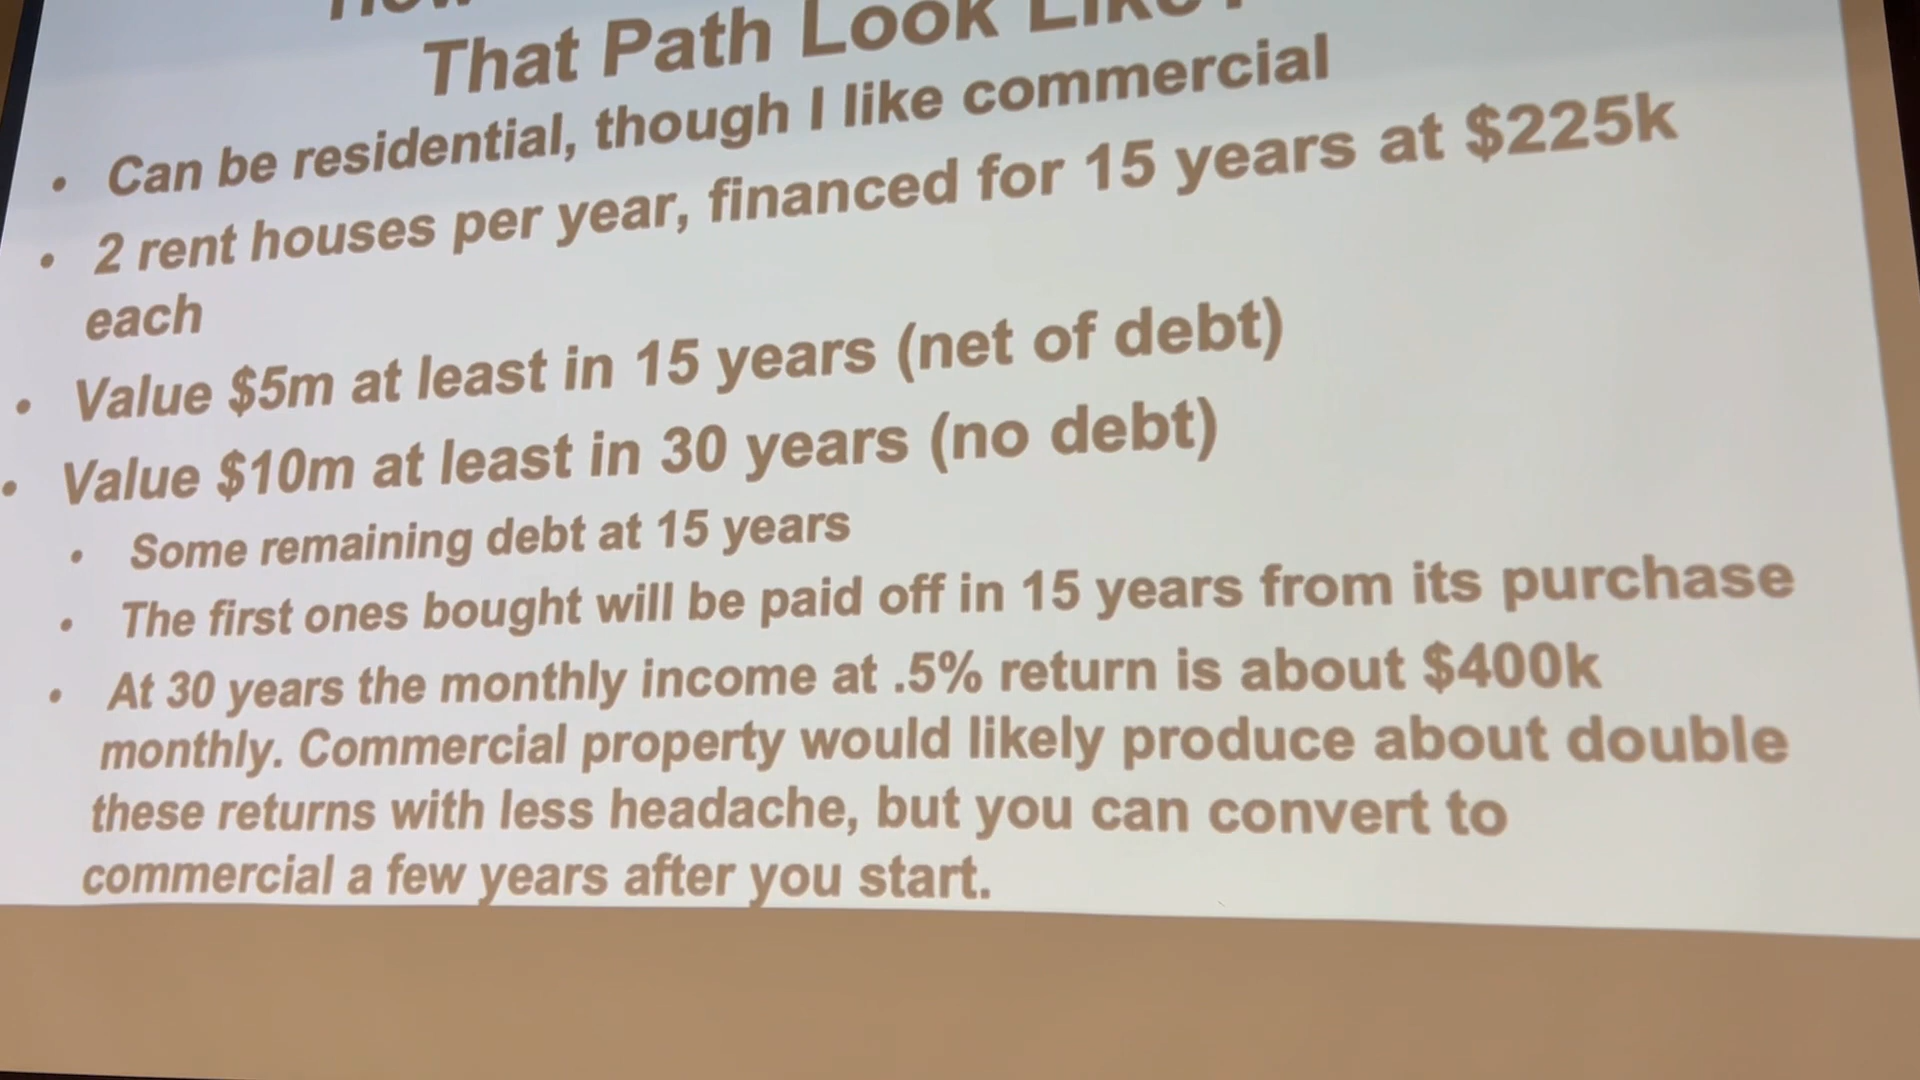 That Path Look Like?
• Can be residential, though I like commercial
• 2 rent houses per year, financed for 15 years at $225k
each
• Value $5m at least in 15 years (net of debt)
• Value $10m at least in 30 years (no debt)
• Some remaining debt at 15 years
• The first ones bought will be paid off in 15 years from its purchase
• At 30 years the monthly income at .5% return is about $400k
monthly. Commercial property would likely produce about double
these returns with less headache, but you can convert to
commercial a few years after you start.